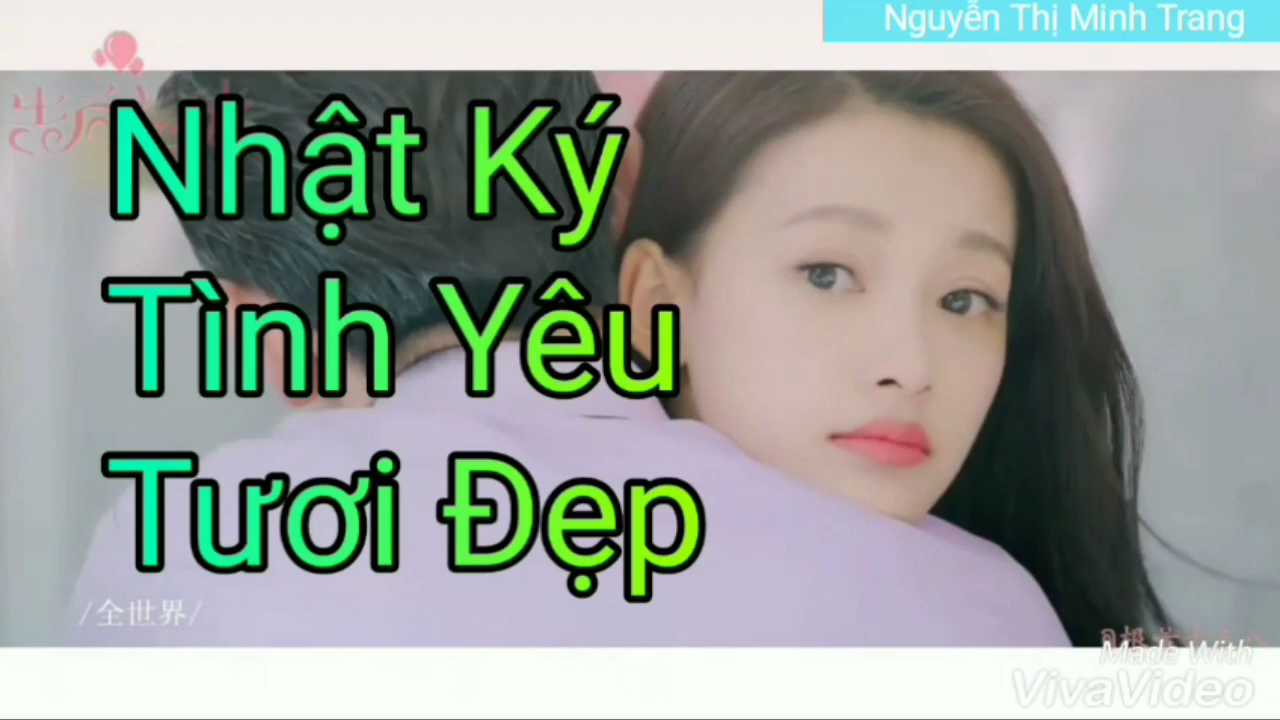 Nguyễn Thị Minh Trang
Nhật Ký
Tình Yêu
Tươi Đẹp
/全世界/
Made With
VivaVideo